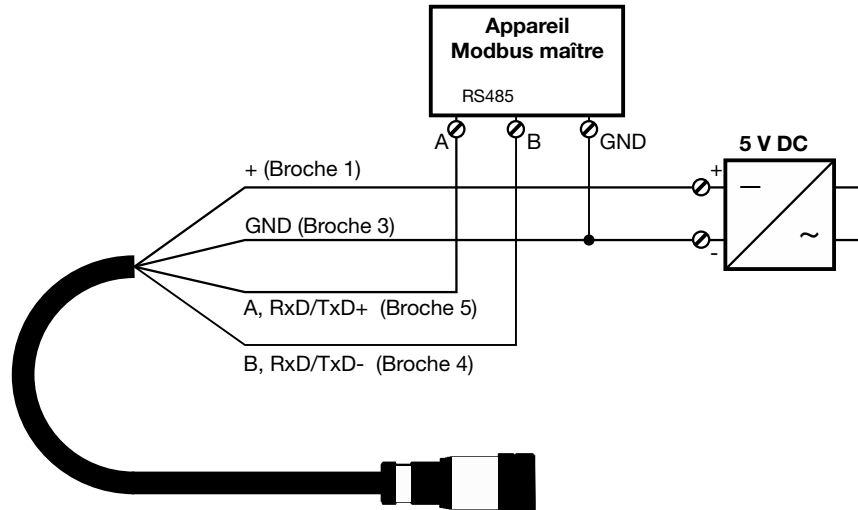 Appareil
Modbus maître
RS485
A
B
GND
5 V DC
+ (Broche 1)
+
GND (Broche 3)
-
~
A, RxD/TxD+ (Broche 5)
B, RxD/TxD- (Broche 4)